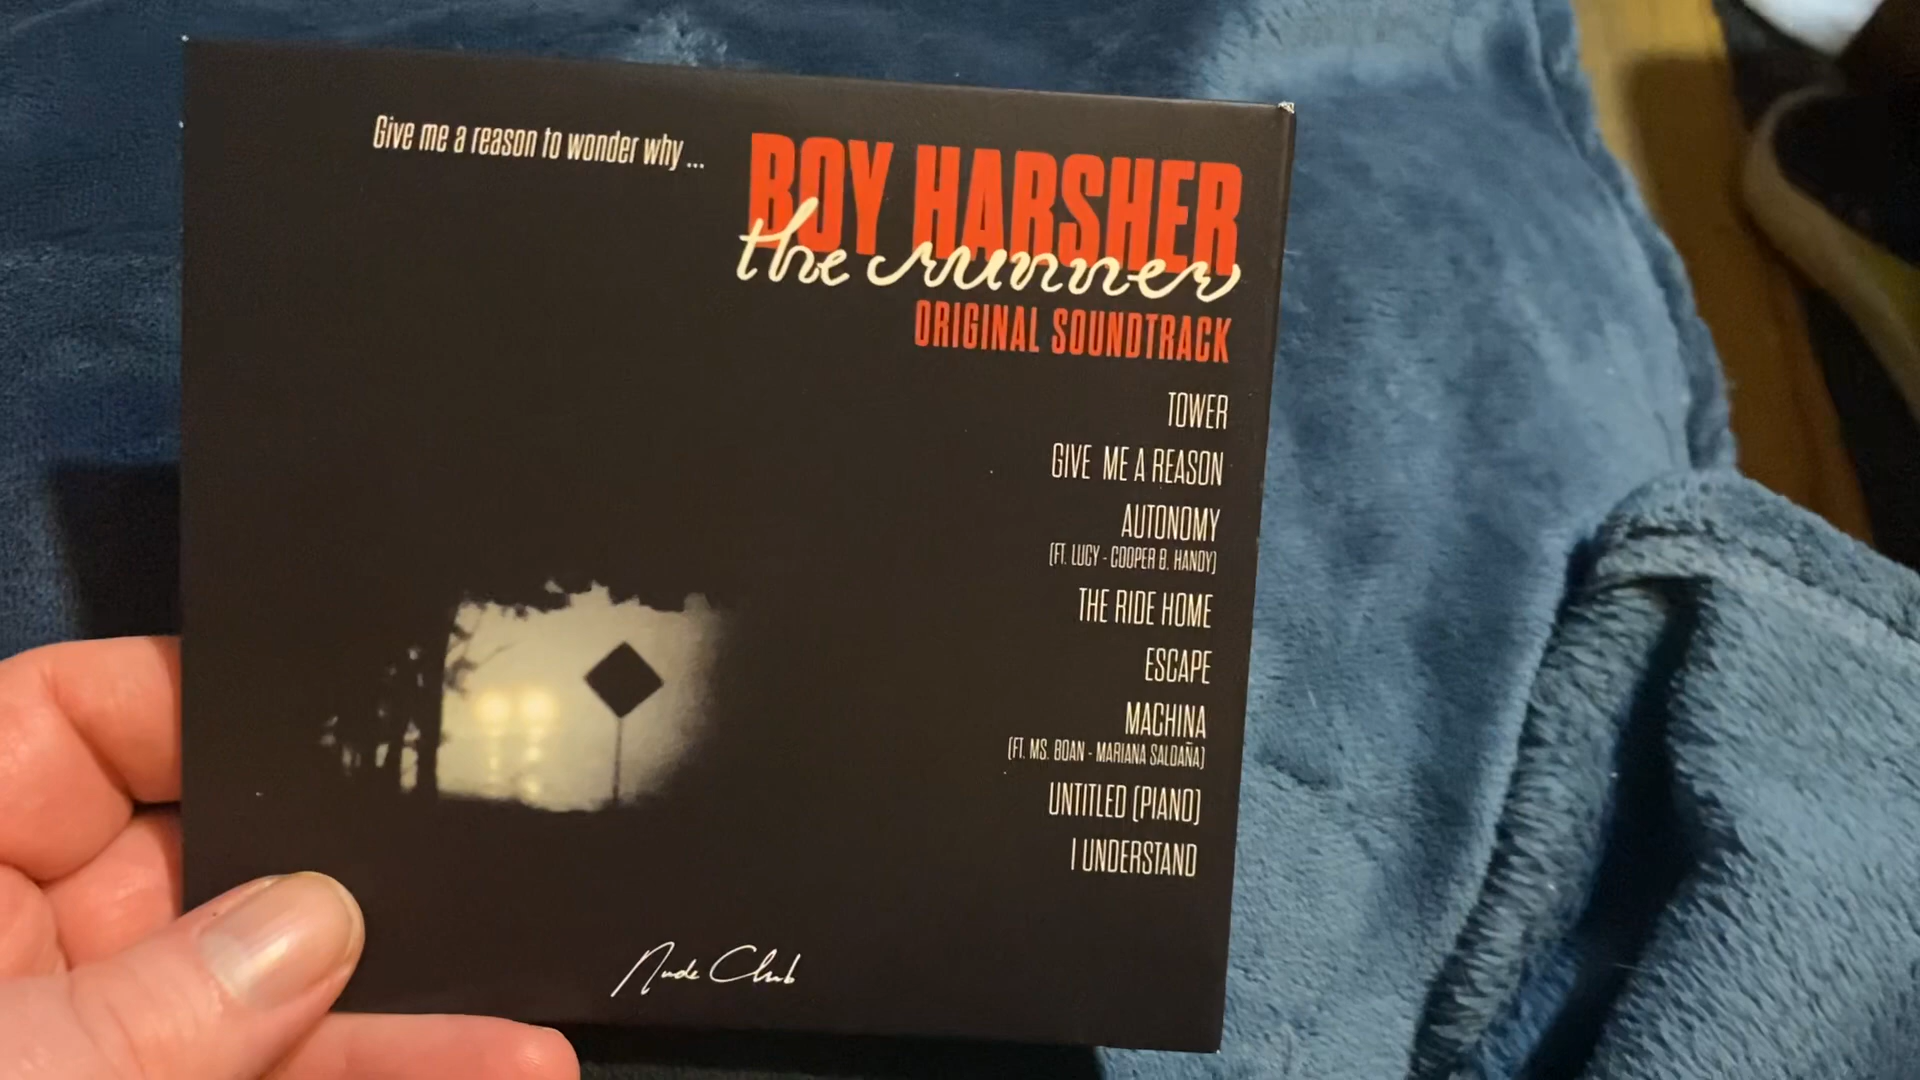 Give me a reason to wonder why...
BOY HARSHER
the runner
ORIGINAL SOUNDTRACK
TOWER
GIVE ME A REASON
AUTONOMY
(FT. LUCY - COOPER B. HANDY)
THE RIDE HOME
ESCAPE
MACHINA
(FT. MS. BOAN - MARIANA SALDAÑA)
UNTITLED (PIANO)
I UNDERSTAND
Nude Club